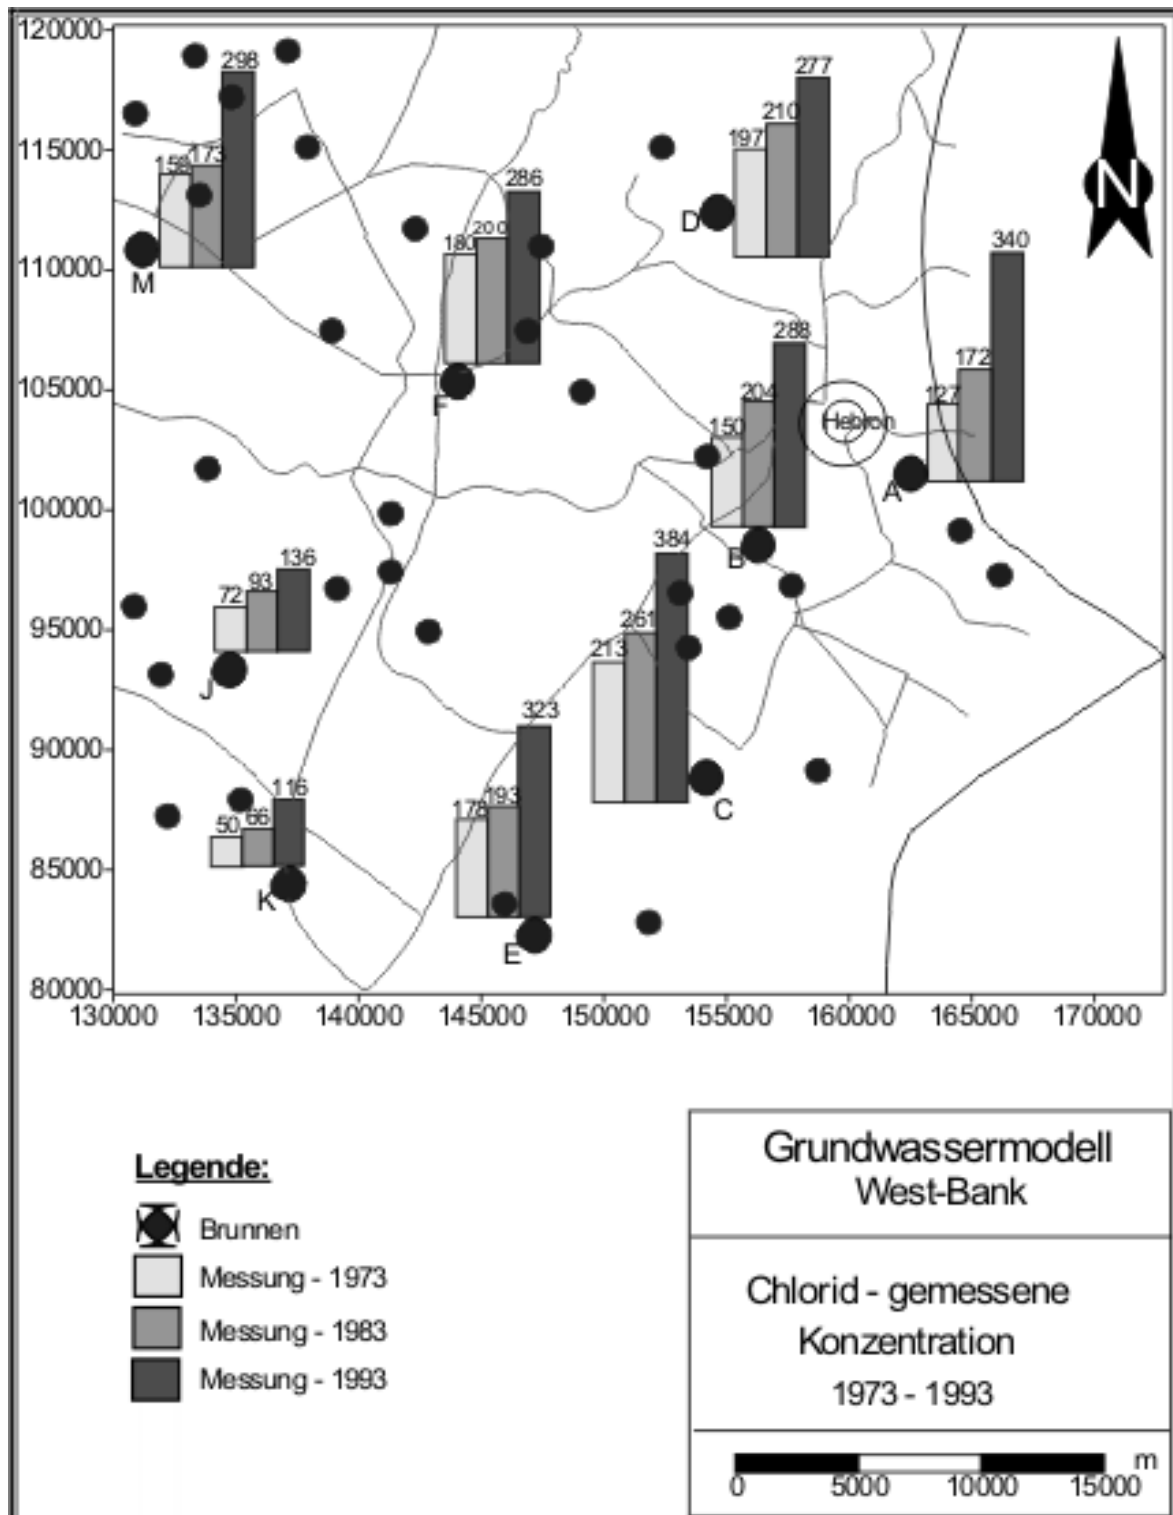 120000
298
277
210
197
115000
158 173
286
200
180
D
N
340
110000
M
288
172
105000
204
127
F
150
Hebron
A
100000
384
B
136
93
72
261
213
95000
J
323
90000
116
193
178
66
50
C
85000
K
E
80000
130000 135000 140000 145000 150000 155000 160000 165000 170000
Legende:
Brunnen
Messung - 1973
Messung - 1983
Messung - 1993
Grundwassermodell
West-Bank
Chlorid - gemessene
Konzentration
1973 - 1993
m
0 5000 10000 15000